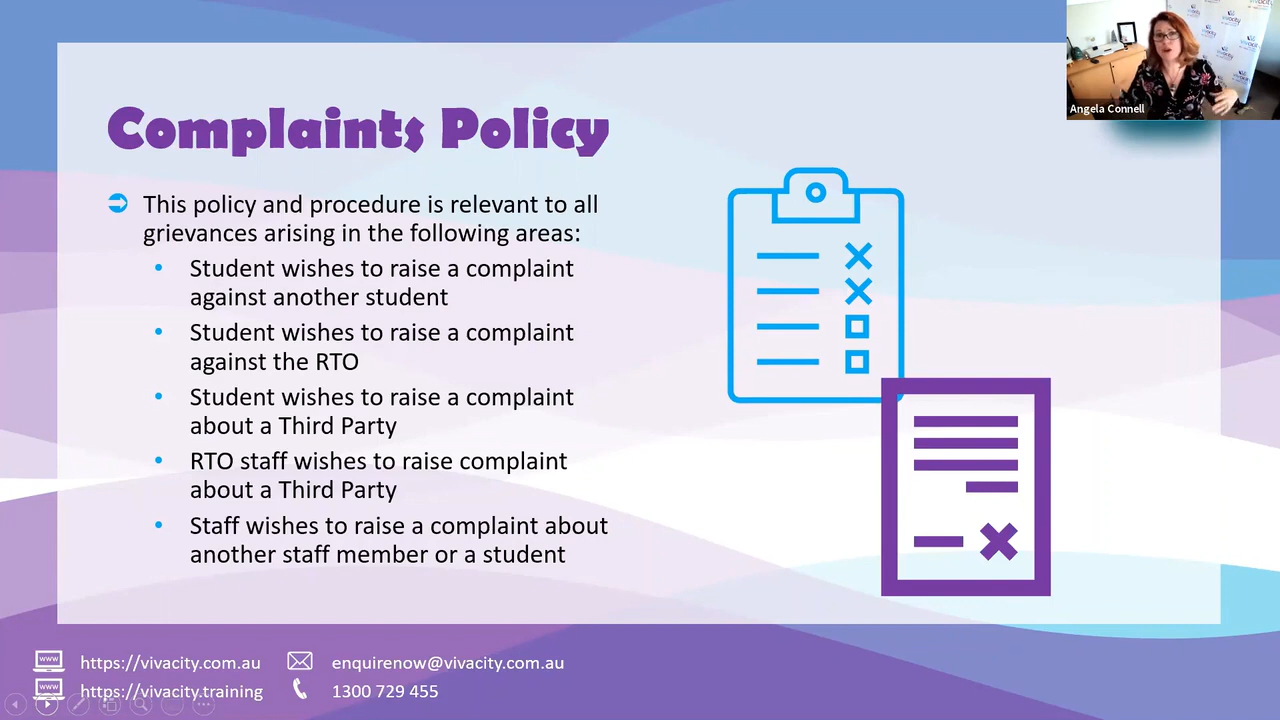 Complaints Policy
This policy and procedure is relevant to all
grievances arising in the following areas:
• Student wishes to raise a complaint
against another student
• Student wishes to raise a complaint
against the RTO
• Student wishes to raise a complaint
about a Third Party
• RTO staff wishes to raise complaint
about a Third Party
• Staff wishes to raise a complaint about
another staff member or a student
Angela Connell
vivacity
www https://vivacity.com.au
enquirenow@vivacity.com.au
www https://vivacity.training
1300 729 455